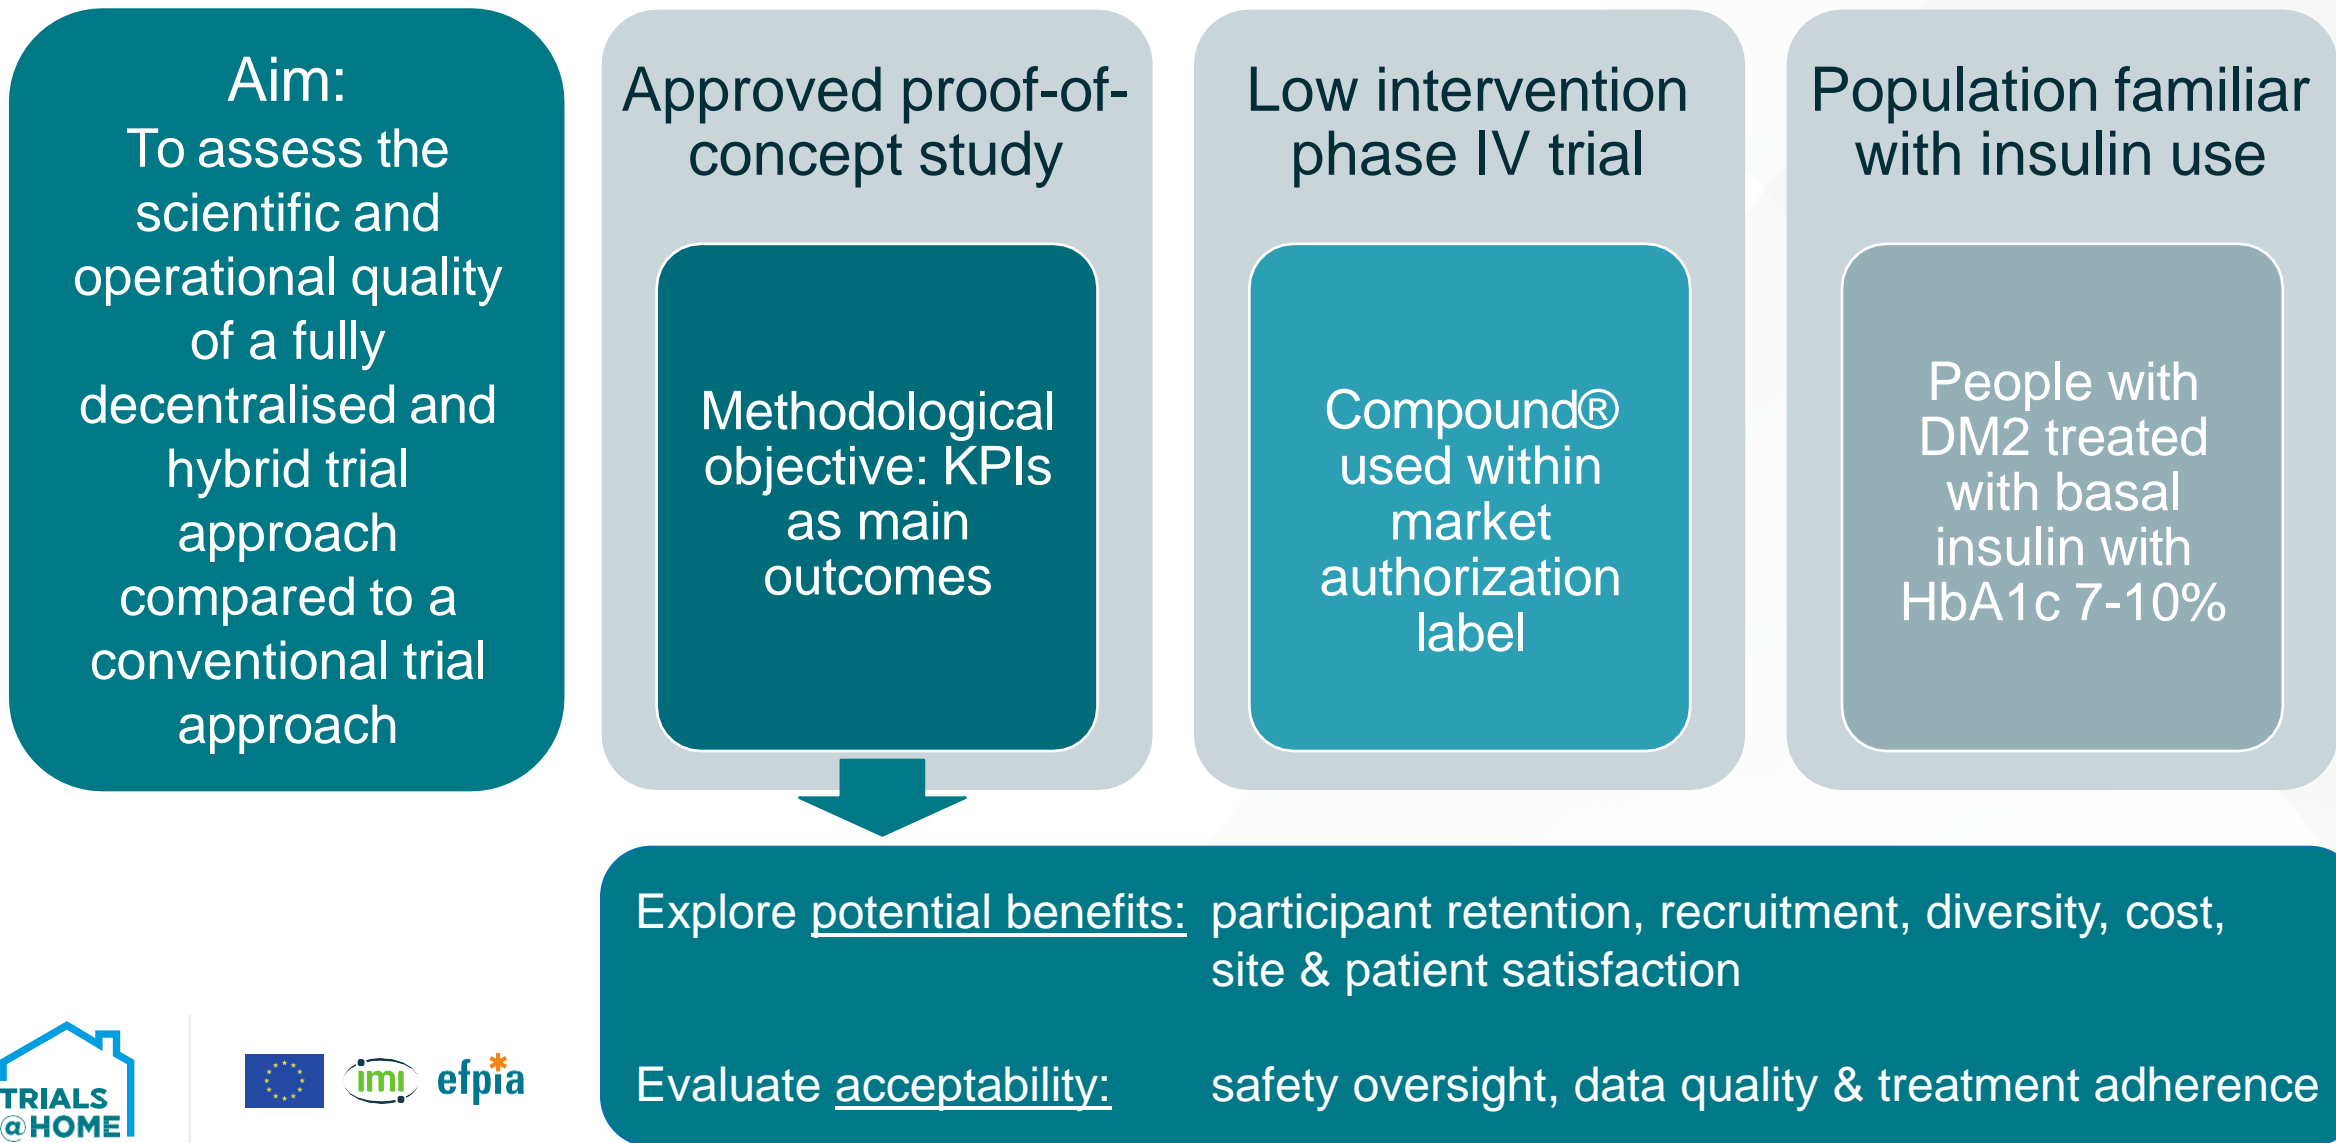 Aim:
To assess the
scientific and
operational quality
of a fully
decentralised and
hybrid trial
approach
compared to a
conventional trial
approach
Approved proof-of-
concept study
Methodological
objective: KPIs
as main
outcomes
Low intervention
phase IV trial
Compound®
used within
market
authorization
label
Population familiar
with insulin use
People with
DM2 treated
with basal
insulin with
HbA1c 7-10%
Explore potential benefits: participant retention, recruitment, diversity, cost,
site & patient satisfaction
Evaluate acceptability: safety oversight, data quality & treatment adherence
TRIALS
@HOME
imi
efpia